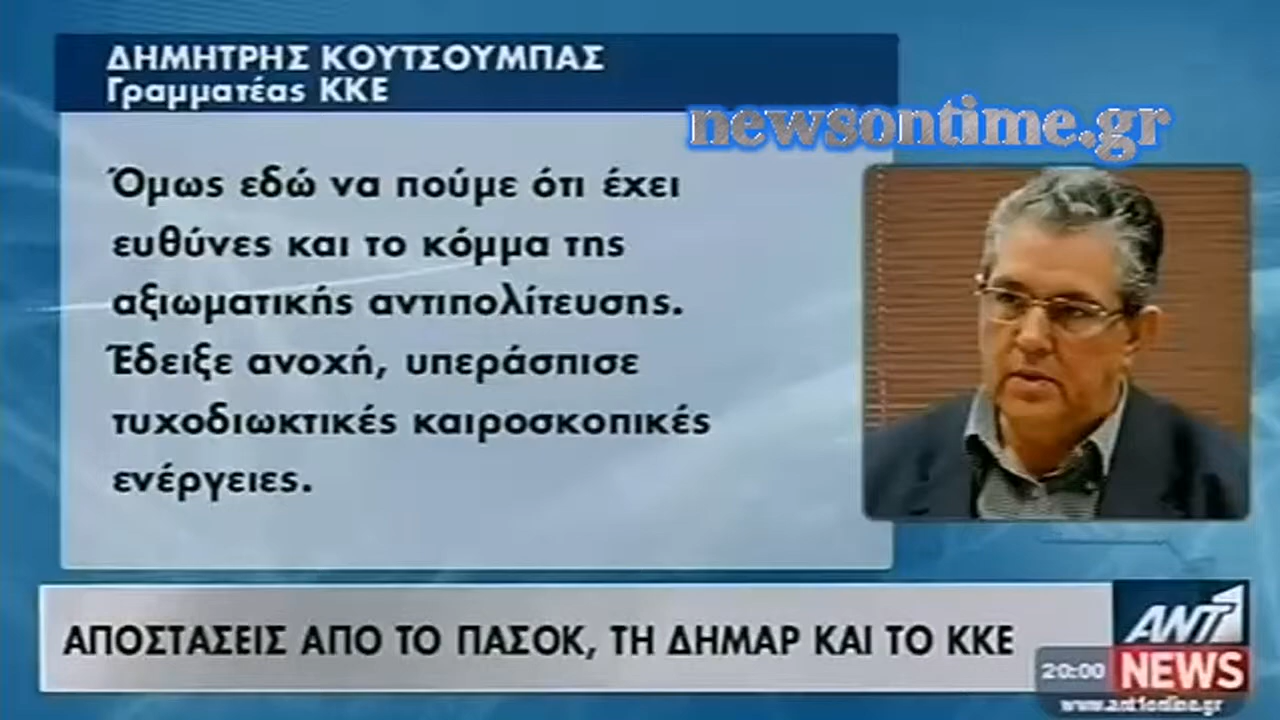 ΔΗΜΗΤΡΗΣ ΚΟΥΤΣΟΥΜΠΑΣ
Γραμματέας ΚΚΕ
newsontime.gr
Όμως εδώ να πούμε ότι έχει
ευθύνες και το κόμμα της
αξιωματικής αντιπολίτευσης.
Έδειξε ανοχή, υπεράσπισε
τυχοδιωκτικές καιροσκοπικές
ενέργειες.
ΑΠΟΣΤΑΣΕΙΣ ΑΠΟ ΤΟ ΠΑΣΟΚ, ΤΗ ΔΗΜΑΡ ΚΑΙ ΤΟ ΚΚΕ
ANT1
20:00 NEWS
www.ant1online.gr